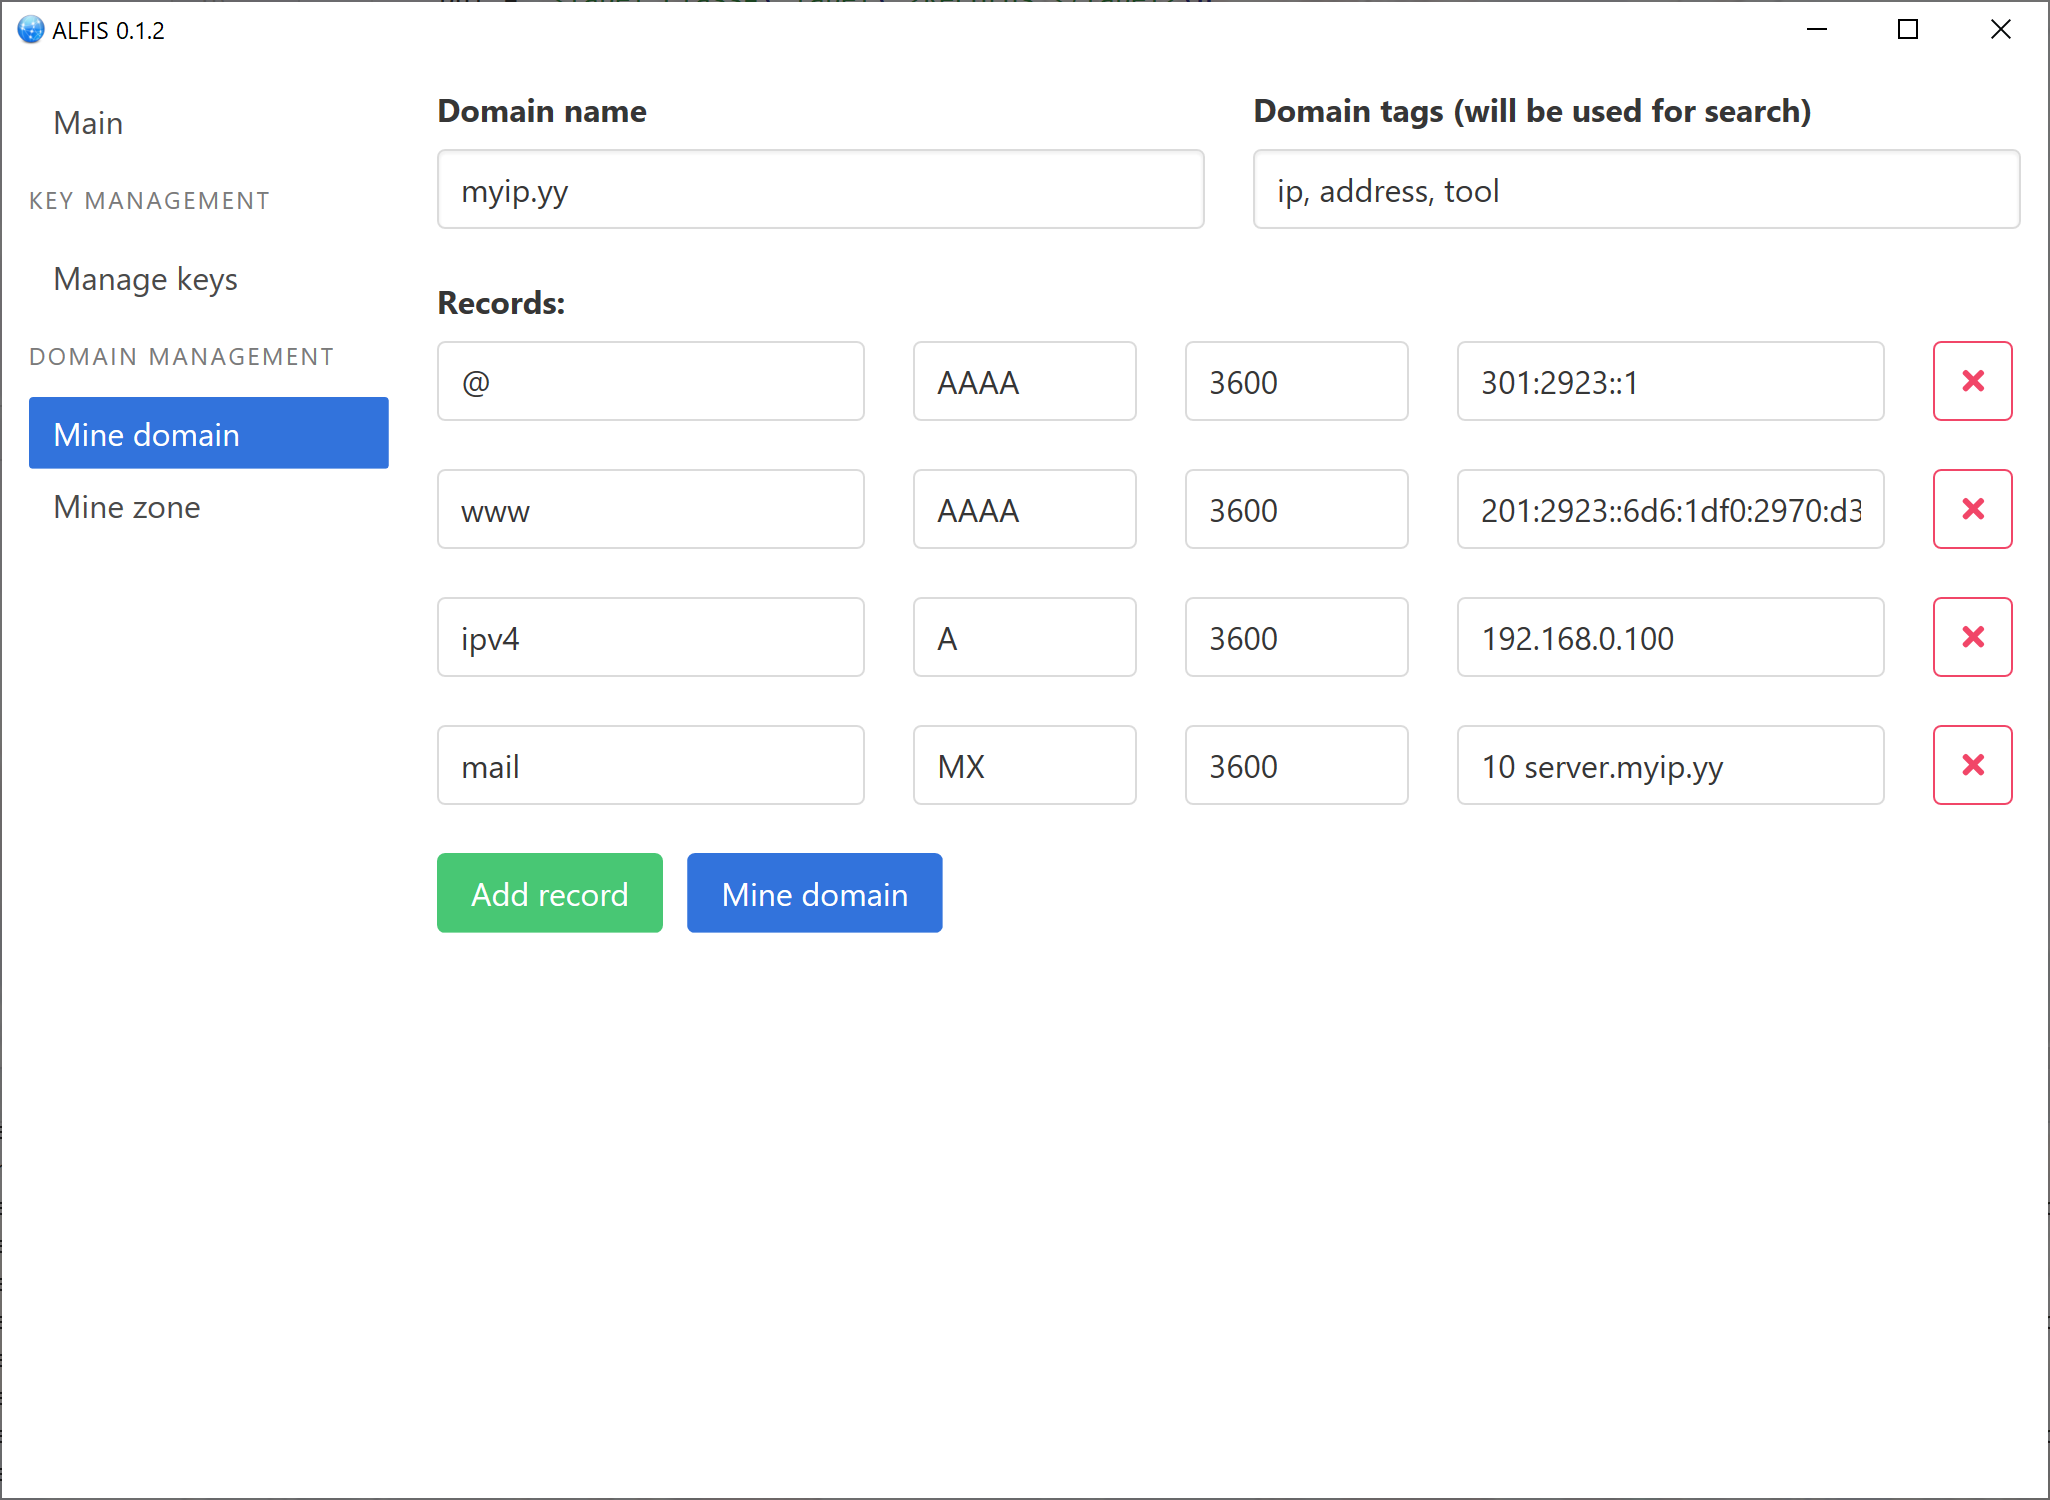 ALFIS 0.1.2
Main
KEY MANAGEMENT
Manage keys
DOMAIN MANAGEMENT
Mine domain
Mine zone
Domain name
Domain tags (will be used for search)
myip.yy
ip, address, tool
Records:
@ AAAA 3600 301:2923::1
www AAAA 3600 201:2923::6d6:1df0:2970:d3
ipv4 A 3600 192.168.0.100
mail MX 3600 10 server.myip.yy
Add record
Mine domain